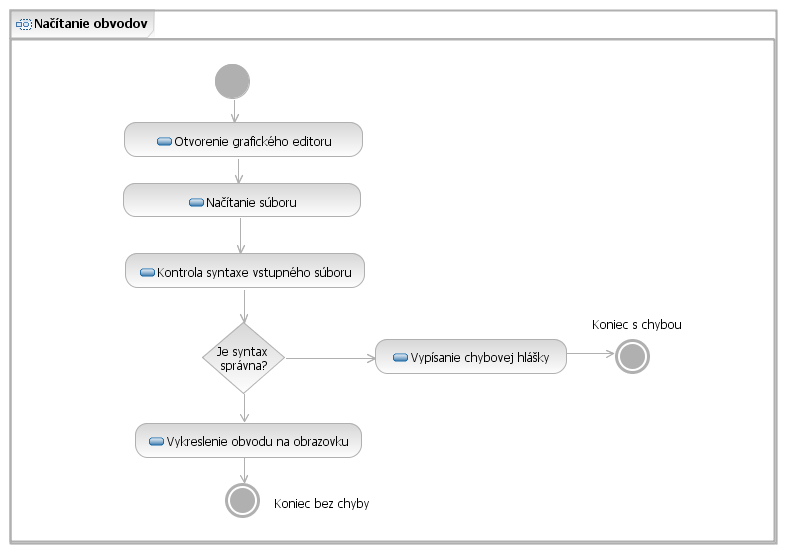 Načítanie obvodov
Otvorenie grafického editoru
Načítanie súboru
Kontrola syntaxe vstupného súboru
Je syntax
správna?
Koniec s chybou
Vypísanie chybovej hlášky
Vykreslenie obvodu na obrazovku
Koniec bez chyby